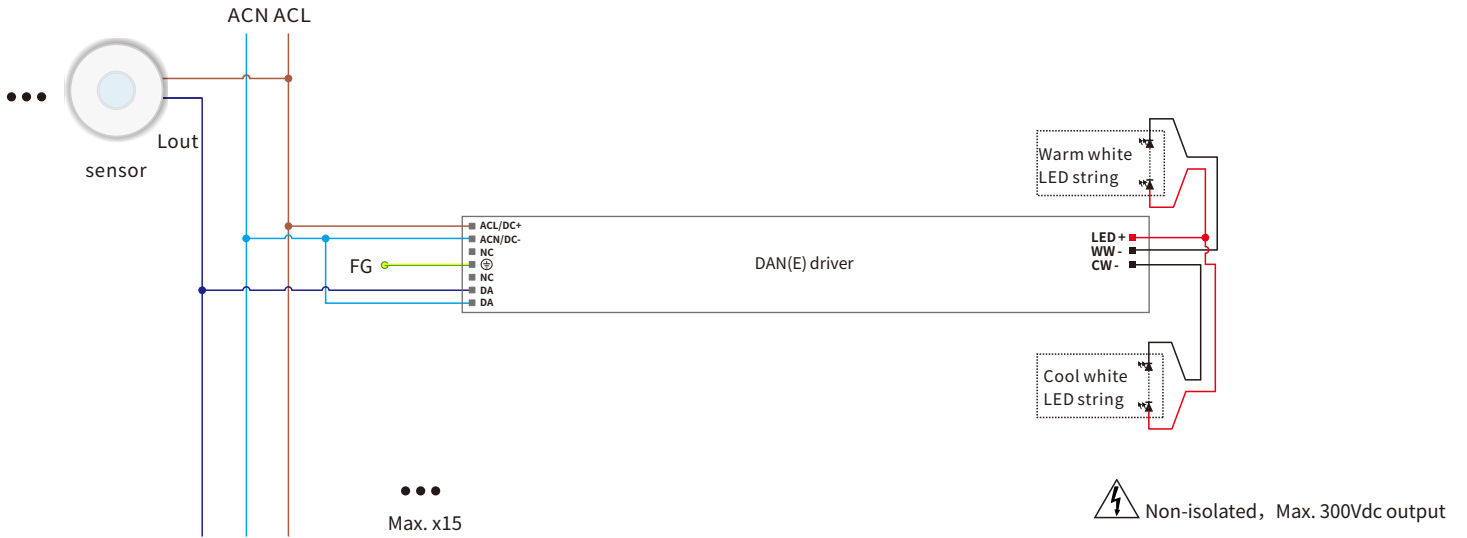 ACN ACL
Lout
sensor
Warm white
LED string
ACL/DC+
ACN/DC-
NC
FG
NC
DA
DA
DAN(E) driver
LED+
WW-
CW-
Cool white
LED string
Max. x15
Non-isolated，Max. 300Vdc output